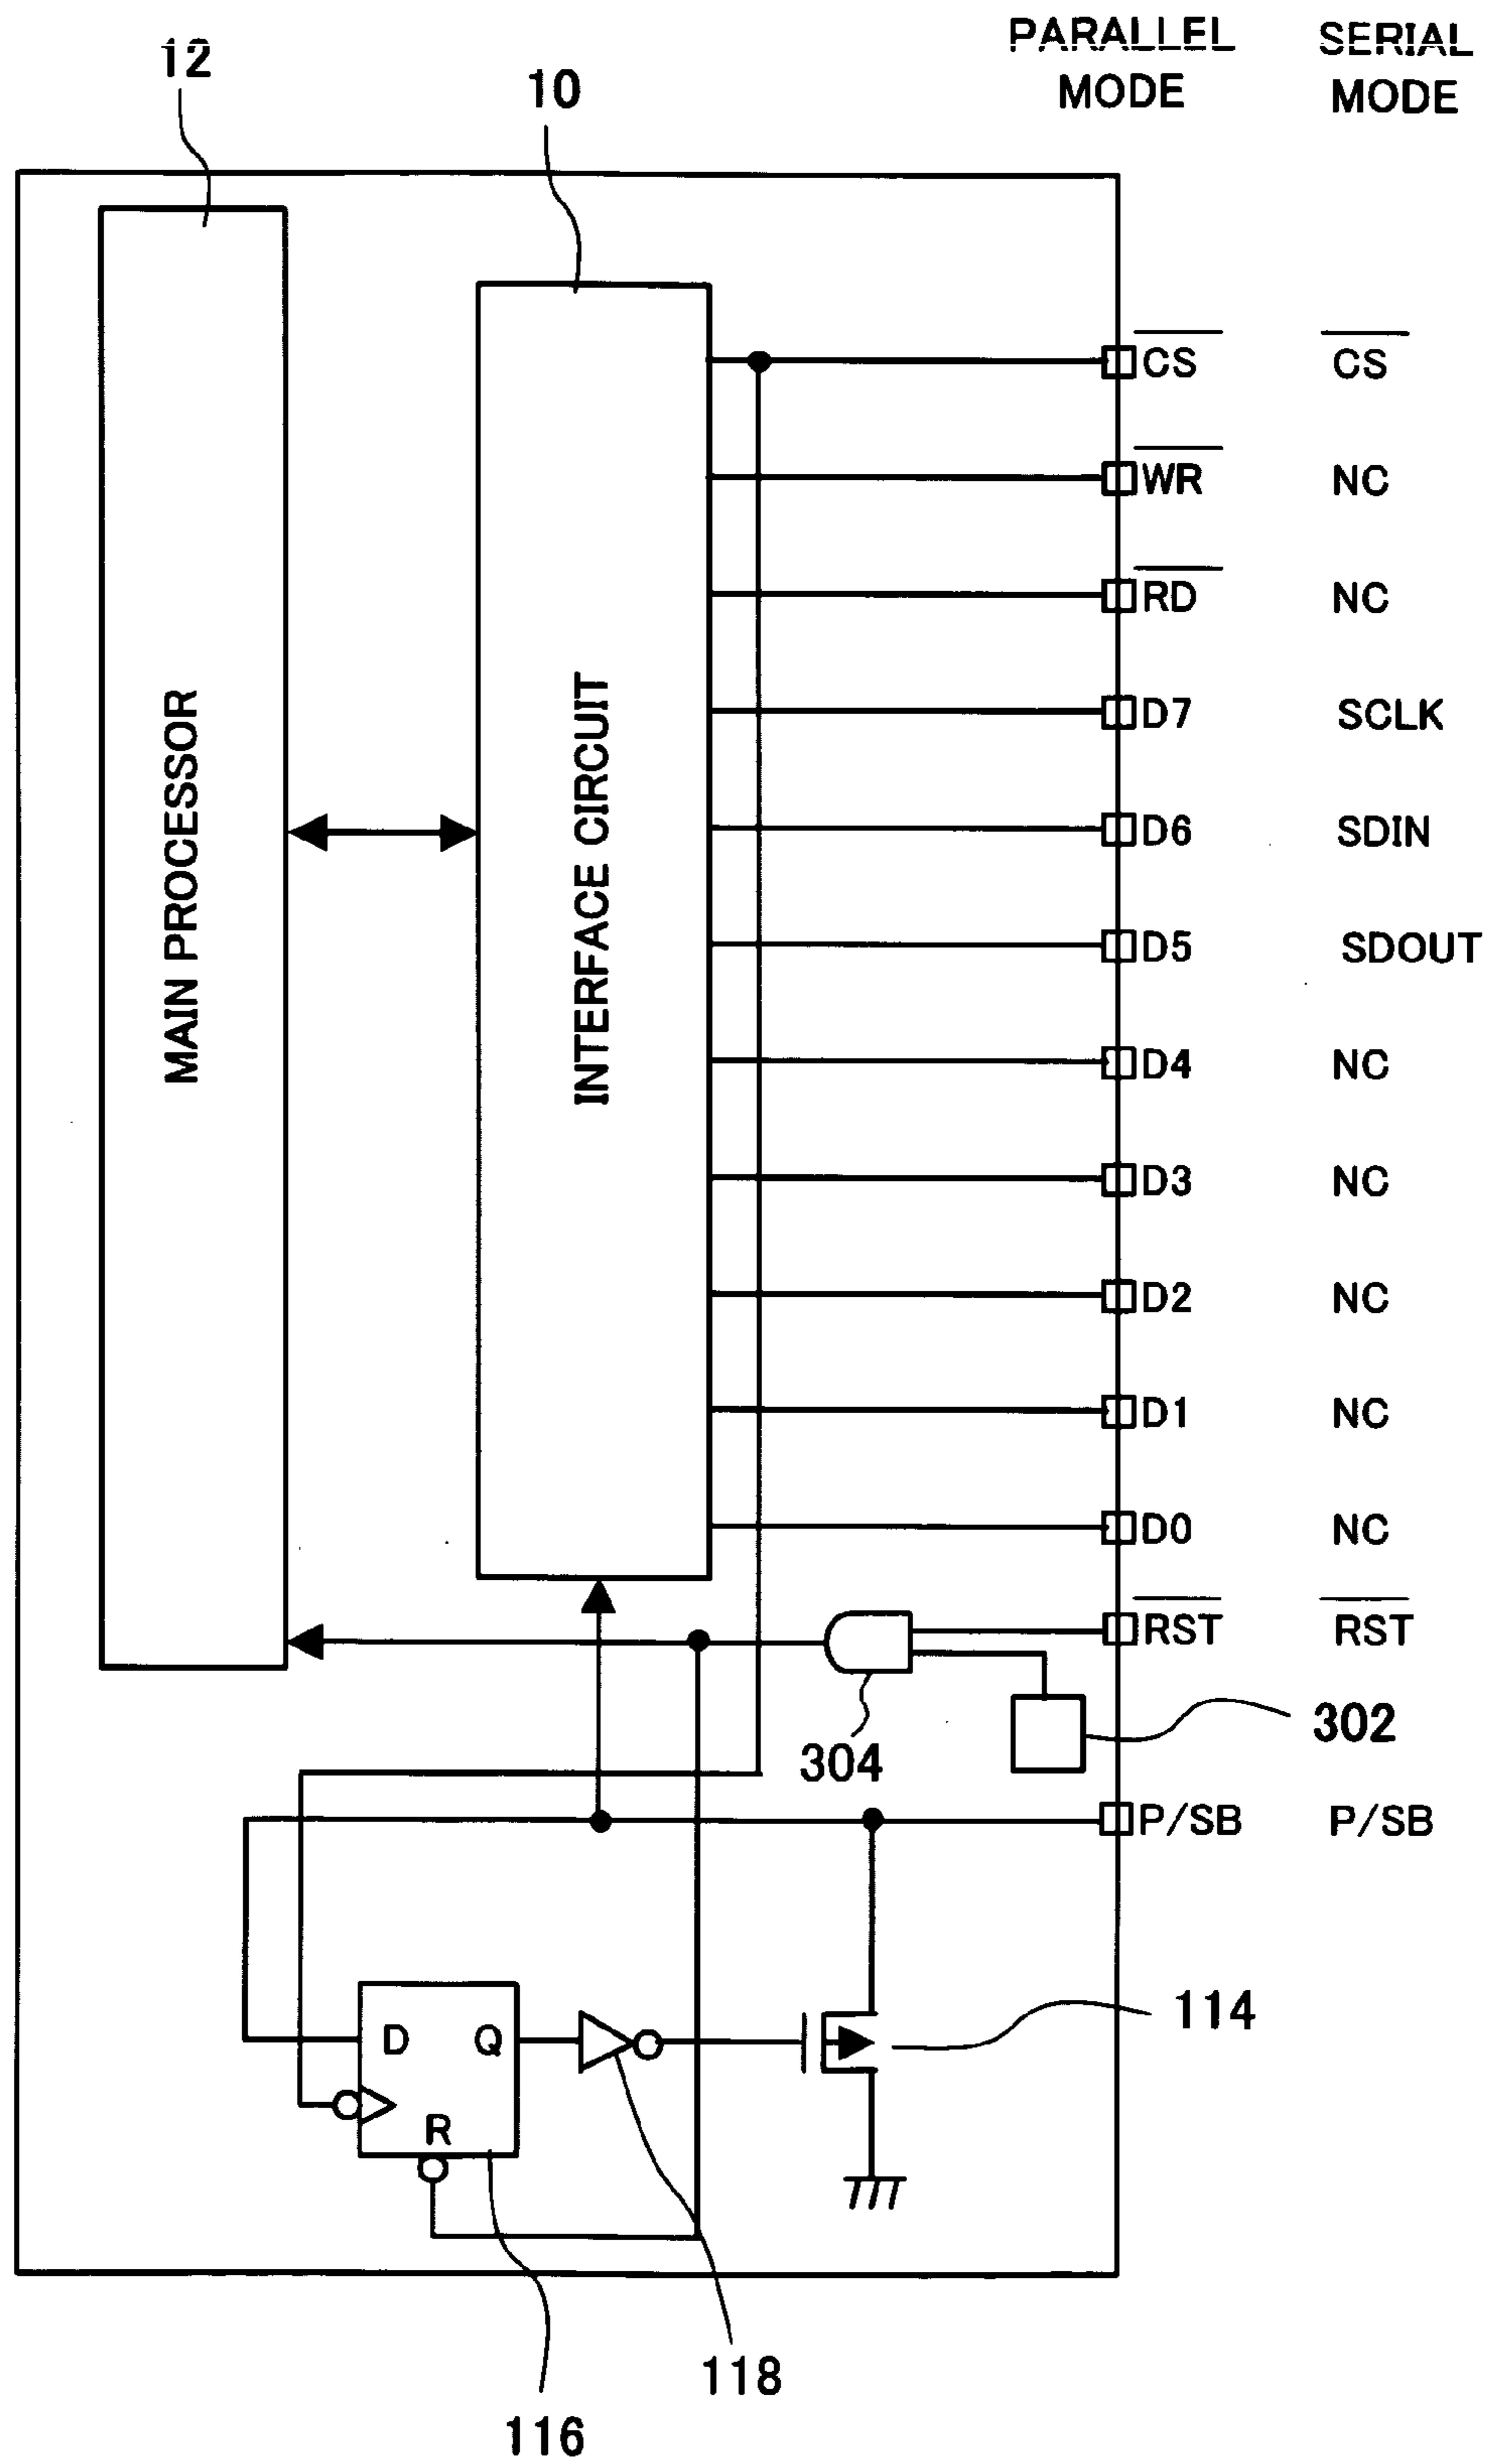 PARALLEL MODE
SERIAL MODE
12
10
MAIN PROCESSOR
INTERFACE CIRCUIT
CS CS
WR NC
RD NC
D7 SCLK
D6 SDIN
D5 SDOUT
D4 NC
D3 NC
D2 NC
D1 NC
D0 NC
RST RST
302
304
P/SB P/SB
114
D Q
R
118
116